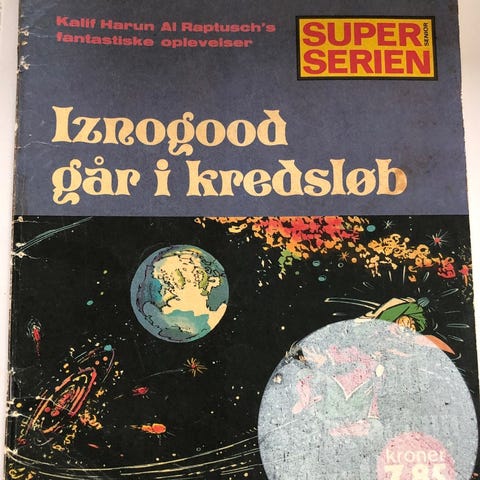 Kalif Harun Al Raptusch's
fantastiske oplevelser
SUPER
SENIOR
SERIEN
Iznogood
går i kredsløb
kroner
7,85